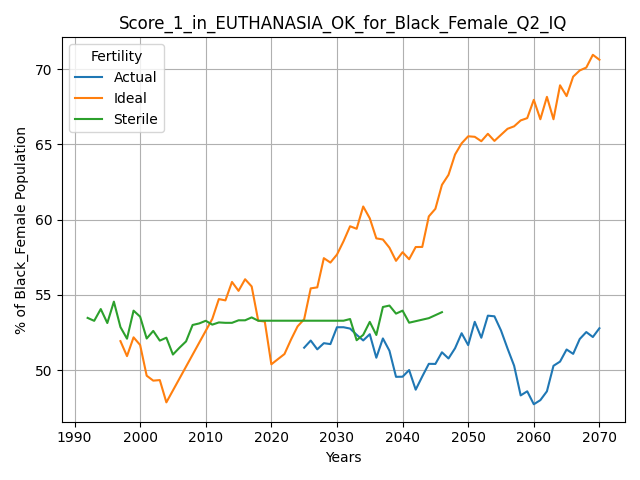 Score_1_in_EUTHANASIA_OK_for_Black_Female_Q2_IQ
Fertility
Actual
Ideal
Sterile
% of Black_Female Population
70
65
60
55
50
1990 2000 2010 2020 2030 2040 2050 2060 2070
Years